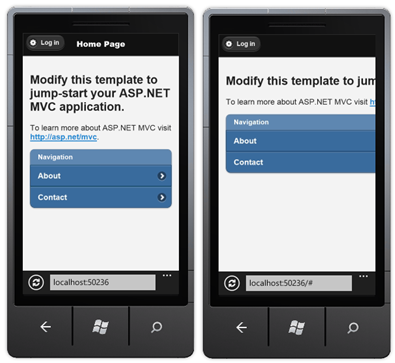 Log in
Home Page
Modify this template to
jump-start your ASP.NET
MVC application.
To learn more about ASP.NET MVC visit
http://asp.net/mvc.
Navigation
About
Contact
localhost:50236
Log in
Modify this template to jum
To learn more about ASP.NET MVC visit
Navigation
About
Contact
localhost:50236/#